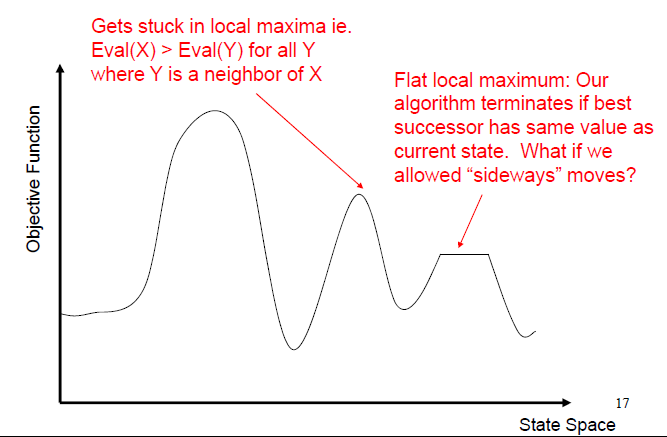 Gets stuck in local maxima ie.
Eval(X) > Eval(Y) for all Y
where Y is a neighbor of X
Flat local maximum: Our
algorithm terminates if best
successor has same value as
current state.  What if we
allowed “sideways” moves?
Objective Function
17
State Space